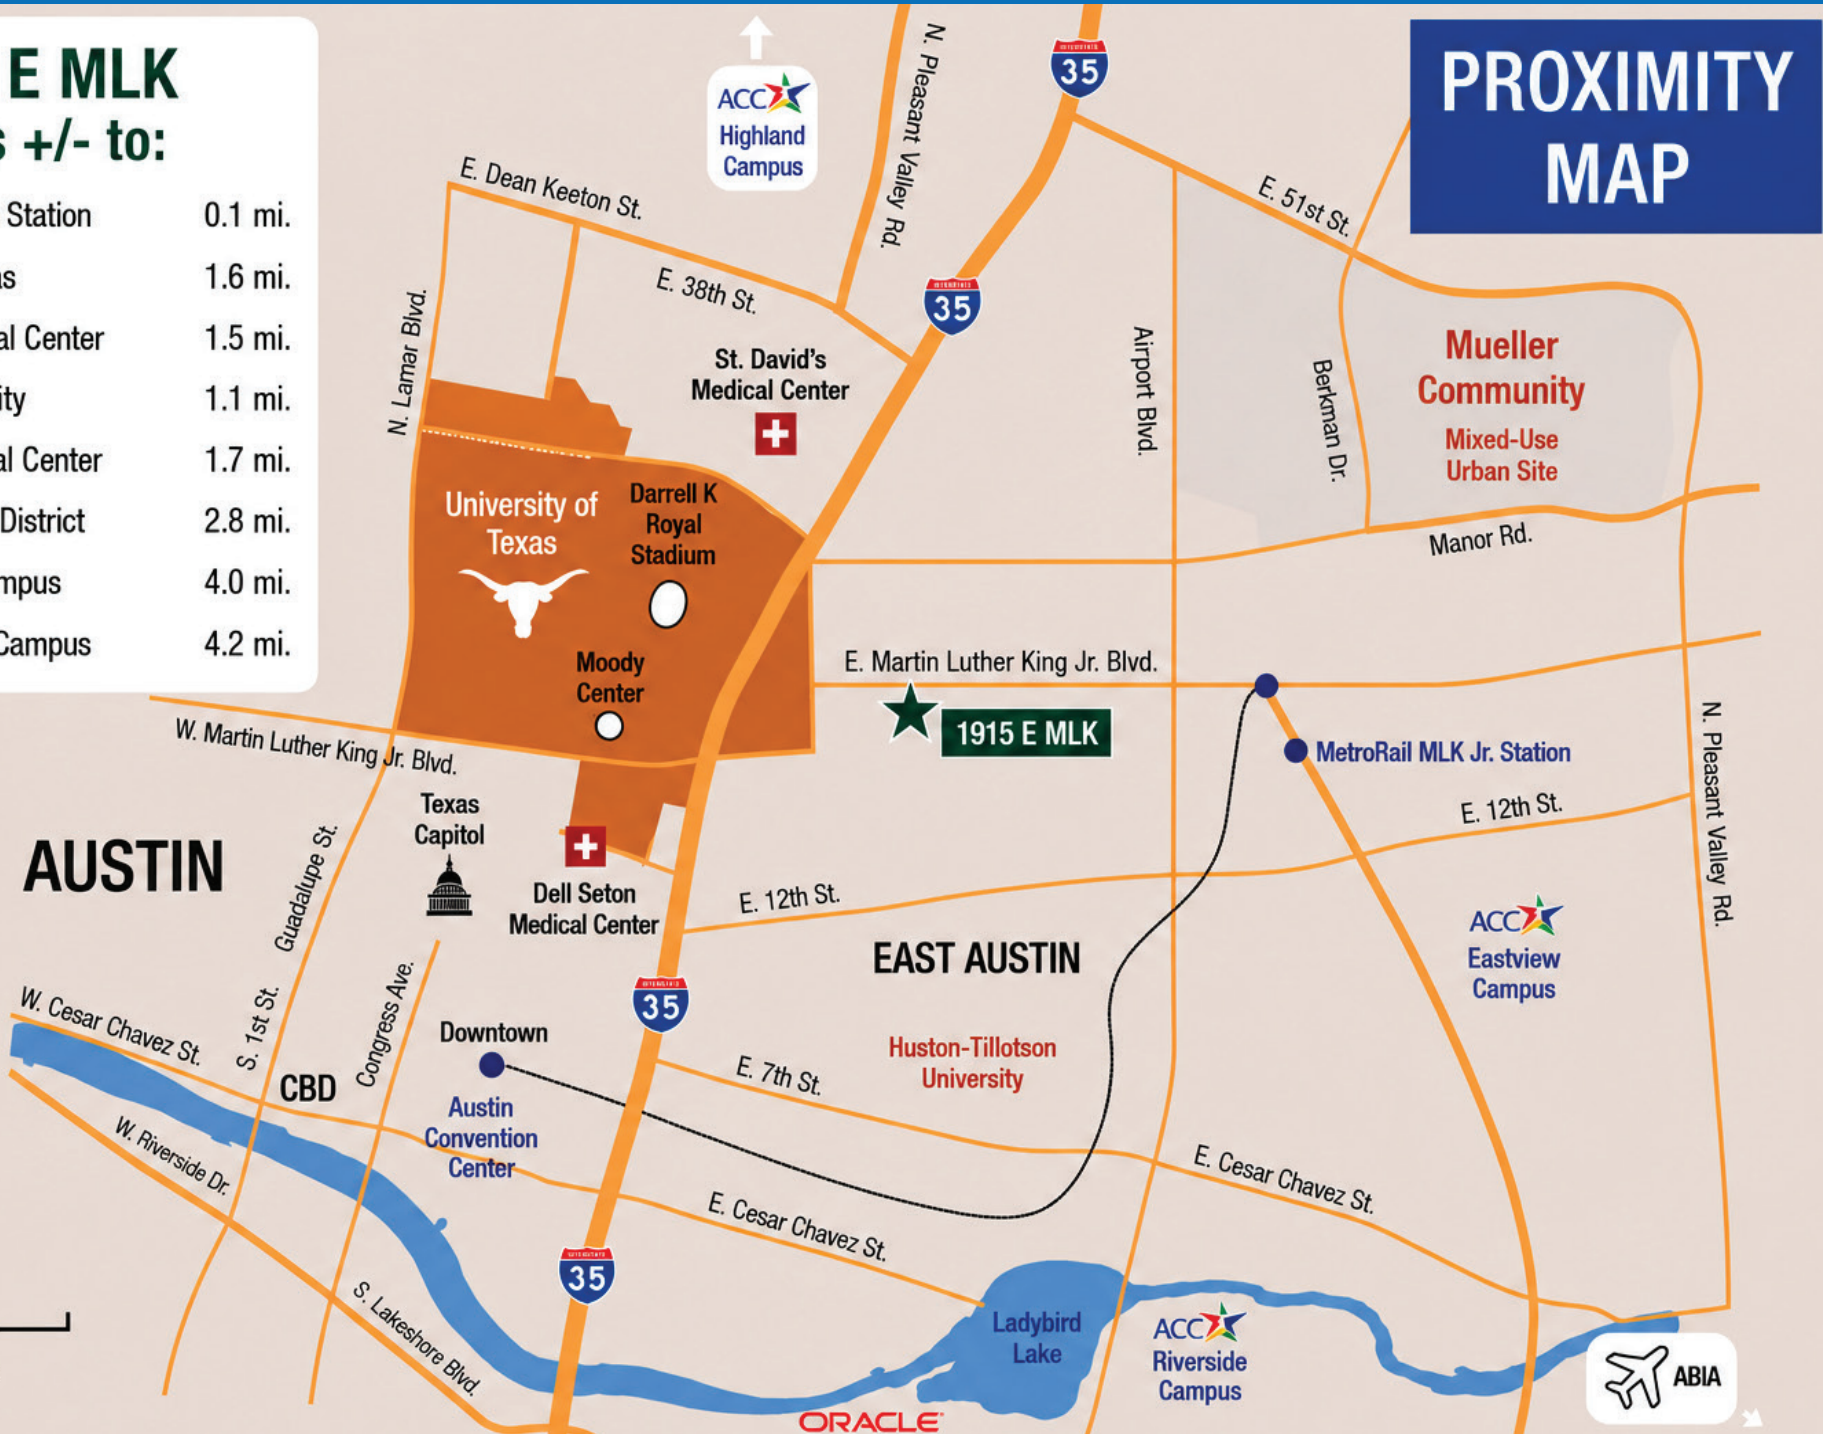 E MLK
s +/- to:
Station 0.1 mi.
as 1.6 mi.
al Center 1.5 mi.
ity 1.1 mi.
al Center 1.7 mi.
District 2.8 mi.
mpus 4.0 mi.
Campus 4.2 mi.
PROXIMITY
MAP
ACC
Highland
Campus
N. Pleasant Valley Rd.
35
E. 51st St.
E. Dean Keeton St.
E. 38th St.
35
N. Lamar Blvd.
St. David's
Medical Center
Airport Blvd.
Berkman Dr.
Mueller
Community
Mixed-Use
Urban Site
University of
Texas
Darrell K
Royal
Stadium
Manor Rd.
Moody
Center
E. Martin Luther King Jr. Blvd.
1915 E MLK
W. Martin Luther King Jr. Blvd.
MetroRail MLK Jr. Station
N. Pleasant Valley Rd.
Texas
Capitol
AUSTIN
Guadalupe St.
Dell Seton
Medical Center
E. 12th St.
E. 12th St.
EAST AUSTIN
ACC
Eastview
Campus
W. Cesar Chavez St.
S. 1st St.
Congress Ave.
35
Downtown
CBD
Austin
Convention
Center
E. 7th St.
Huston-Tillotson
University
W. Riverside Dr.
E. Cesar Chavez St.
E. Cesar Chavez St.
35
S. Lakeshore Blvd.
Ladybird
Lake
ACC
Riverside
Campus
ABIA
ORACLE